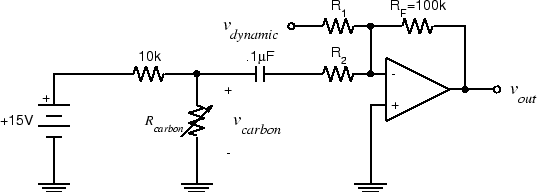 R1
RF=100k
vdynamic
10k
.1µF
R2
+
-
+15V
Rcarbon
+
vcarbon
-
+
vout